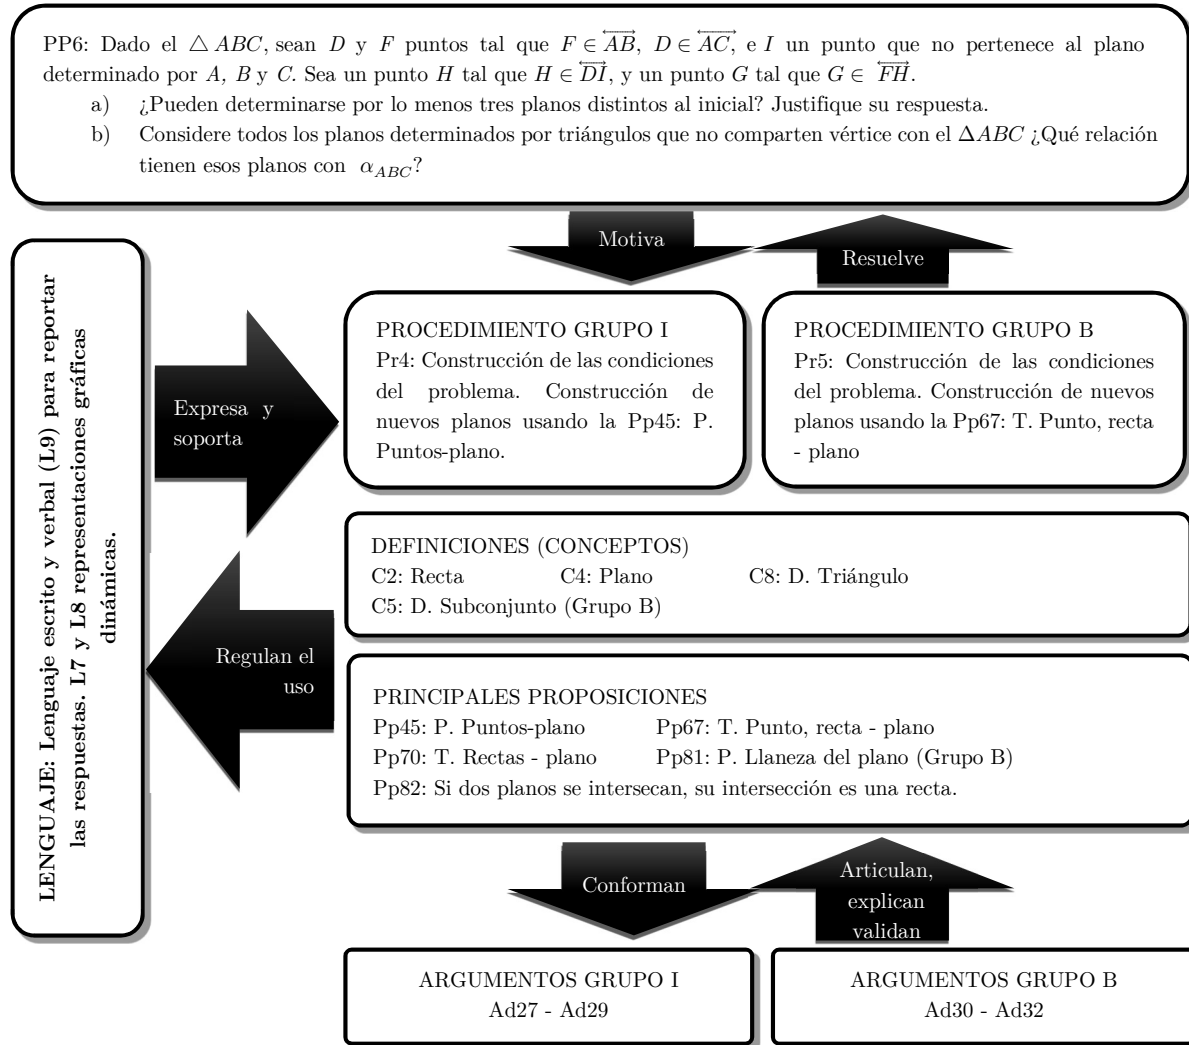 PP6: Dado el △ ABC, sean D y F puntos tal que F ∈ \overleftrightarrow{AB}, D ∈ \overleftrightarrow{AC}, e I un punto que no pertenece al plano
determinado por A, B y C. Sea un punto H tal que H ∈ \overleftrightarrow{DI}, y un punto G tal que G ∈ \overleftrightarrow{FH}.
a) ¿Pueden determinarse por lo menos tres planos distintos al inicial? Justifique su respuesta.
b) Considere todos los planos determinados por triángulos que no comparten vértice con el ΔABC ¿Qué relación
tienen esos planos con α_{ABC}?
Motiva
Resuelve
LENGUAJE: Lenguaje escrito y verbal (L9) para reportar
las respuestas. L7 y L8 representaciones gráficas
dinámicas.
Expresa y
soporta
PROCEDIMIENTO GRUPO I
Pr4: Construcción de las condiciones
del problema. Construcción de
nuevos planos usando la Pp45: P.
Puntos-plano.
PROCEDIMIENTO GRUPO B
Pr5: Construcción de las condiciones
del problema. Construcción de nuevos
planos usando la Pp67: T. Punto, recta
- plano
DEFINICIONES (CONCEPTOS)
C2: Recta C4: Plano C8: D. Triángulo
C5: D. Subconjunto (Grupo B)
Regulan el
uso
PRINCIPALES PROPOSICIONES
Pp45: P. Puntos-plano Pp67: T. Punto, recta - plano
Pp70: T. Rectas - plano Pp81: P. Llaneza del plano (Grupo B)
Pp82: Si dos planos se intersecan, su intersección es una recta.
Conforman
Articulan,
explican
validan
ARGUMENTOS GRUPO I
Ad27 - Ad29
ARGUMENTOS GRUPO B
Ad30 - Ad32